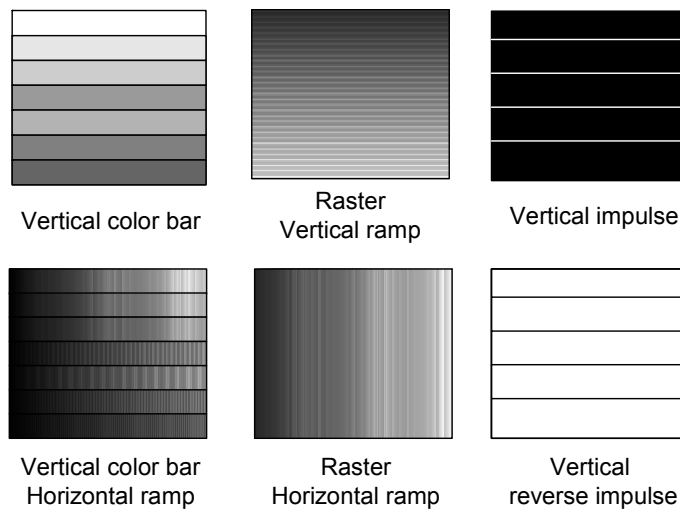 Vertical color bar
Raster
Vertical ramp
Vertical impulse
Vertical color bar
Horizontal ramp
Raster
Horizontal ramp
Vertical
reverse impulse